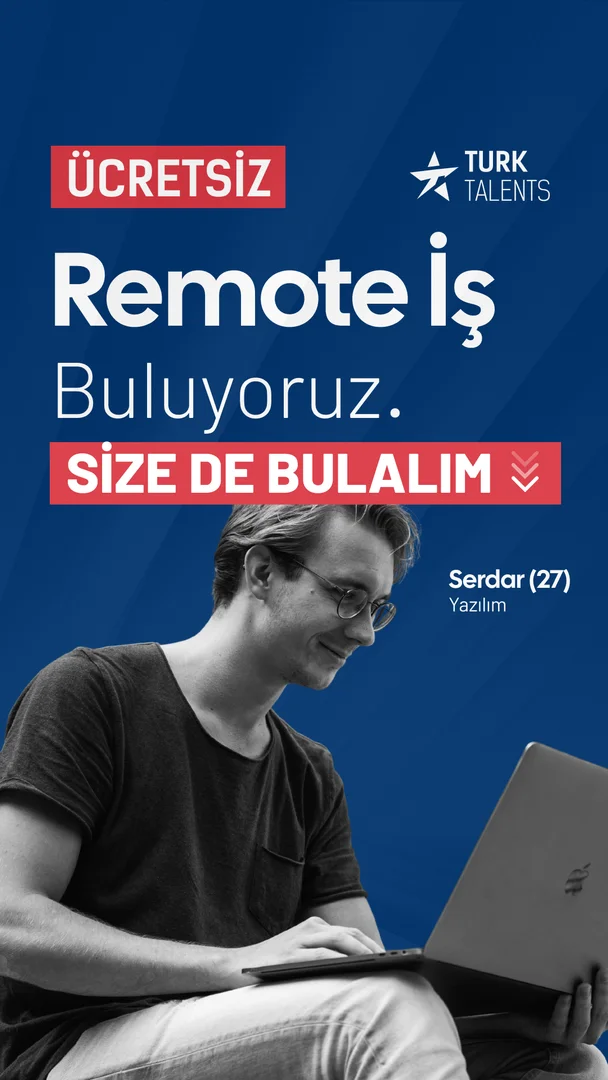 ÜCRETSİZ
TURK
TALENTS
Remote İş
Buluyoruz.
SİZE DE BULALIM
Serdar (27)
Yazılım